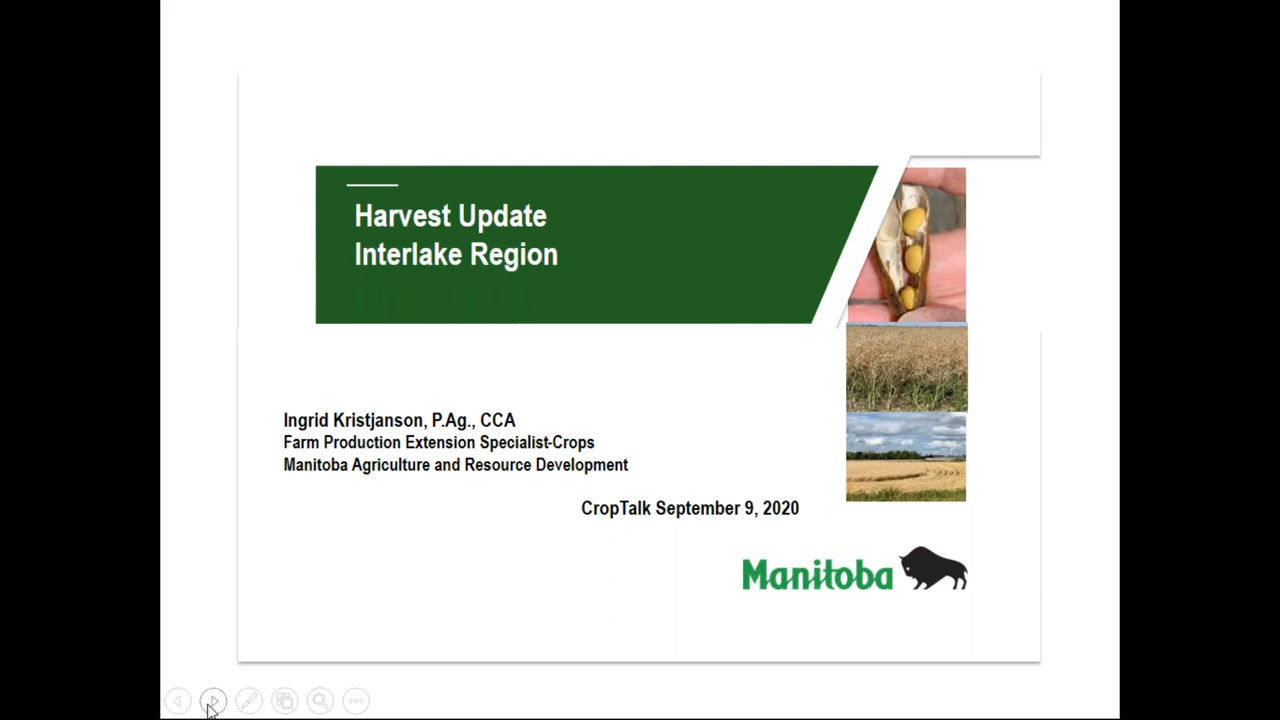 Harvest Update
Interlake Region
Ingrid Kristjanson, P.Ag., CCA
Farm Production Extension Specialist-Crops
Manitoba Agriculture and Resource Development
CropTalk September 9, 2020
Manitoba